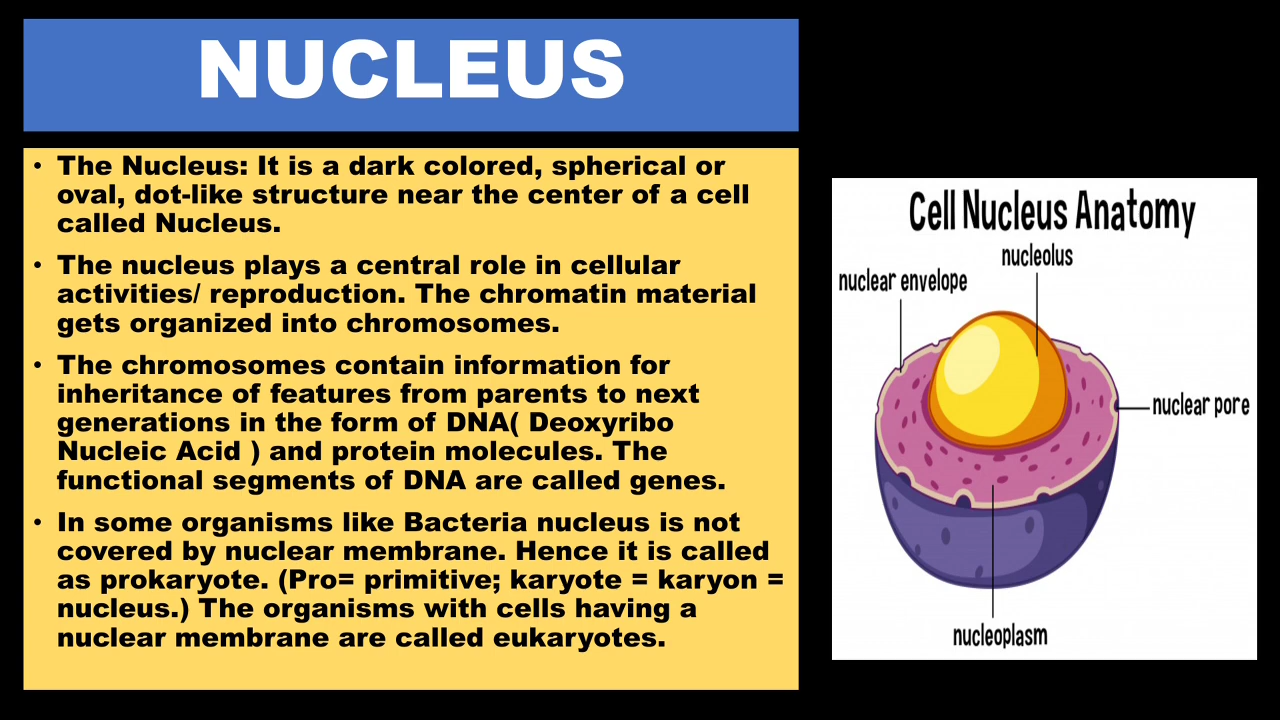 NUCLEUS
• The Nucleus: It is a dark colored, spherical or
oval, dot-like structure near the center of a cell
called Nucleus.
• The nucleus plays a central role in cellular
activities/ reproduction. The chromatin material
gets organized into chromosomes.
• The chromosomes contain information for
inheritance of features from parents to next
generations in the form of DNA( Deoxyribo
Nucleic Acid ) and protein molecules. The
functional segments of DNA are called genes.
• In some organisms like Bacteria nucleus is not
covered by nuclear membrane. Hence it is called
as prokaryote. (Pro= primitive; karyote = karyon =
nucleus.) The organisms with cells having a
nuclear membrane are called eukaryotes.
Cell Nucleus Anatomy
nucleolus
nuclear envelope
nuclear pore
nucleoplasm